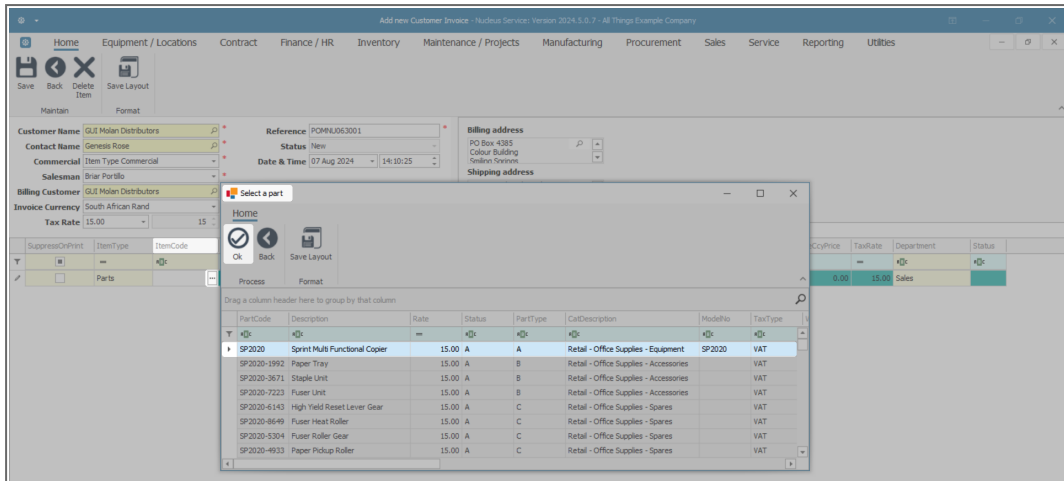 Add new Customer Invoice - Nucleus Service: Version 2024.5.0.7 - All Things Example Company
Home Equipment / Locations Contract Finance / HR Inventory Maintenance / Projects Manufacturing Procurement Sales Service Reporting Utilities
Save Back Delete Item Save Layout
Maintain Format
Customer Name GUI Molan Distributors * Reference POMNU063001 * Billing address
Contact Name Genesis Rose * Status New PO Box 4385
Colour Building
Commercial Item Type Commercial * Date & Time 07 Aug 2024 14:10:25 Smiling Springs
Salesman Briar Portillo * Shipping address
Billing Customer GUI Molan Distributors
Invoice Currency South African Rand
Tax Rate 15.00 15
SuppressOnPrint ItemType ItemCode CcyPrice TaxRate Department Status
Parts ... 0.00 15.00 Sales
Select a part
Home
Ok Back Save Layout
Process Format
Drag a column header here to group by that column
PartCode Description Rate Status PartType CatDescription ModelNo TaxType
SP2020 Sprint Multi Functional Copier 15.00 A A Retail - Office Supplies - Equipment SP2020 VAT
SP2020-1992 Paper Tray 15.00 A B Retail - Office Supplies - Accessories VAT
SP2020-3671 Staple Unit 15.00 A B Retail - Office Supplies - Accessories VAT
SP2020-7223 Fuser Unit 15.00 A B Retail - Office Supplies - Accessories VAT
SP2020-6143 High Yield Reset Lever Gear 15.00 A C Retail - Office Supplies - Spares VAT
SP2020-8649 Fuser Heat Roller 15.00 A C Retail - Office Supplies - Spares VAT
SP2020-5304 Fuser Roller Gear 15.00 A C Retail - Office Supplies - Spares VAT
SP2020-4933 Paper Pickup Roller 15.00 A C Retail - Office Supplies - Spares VAT